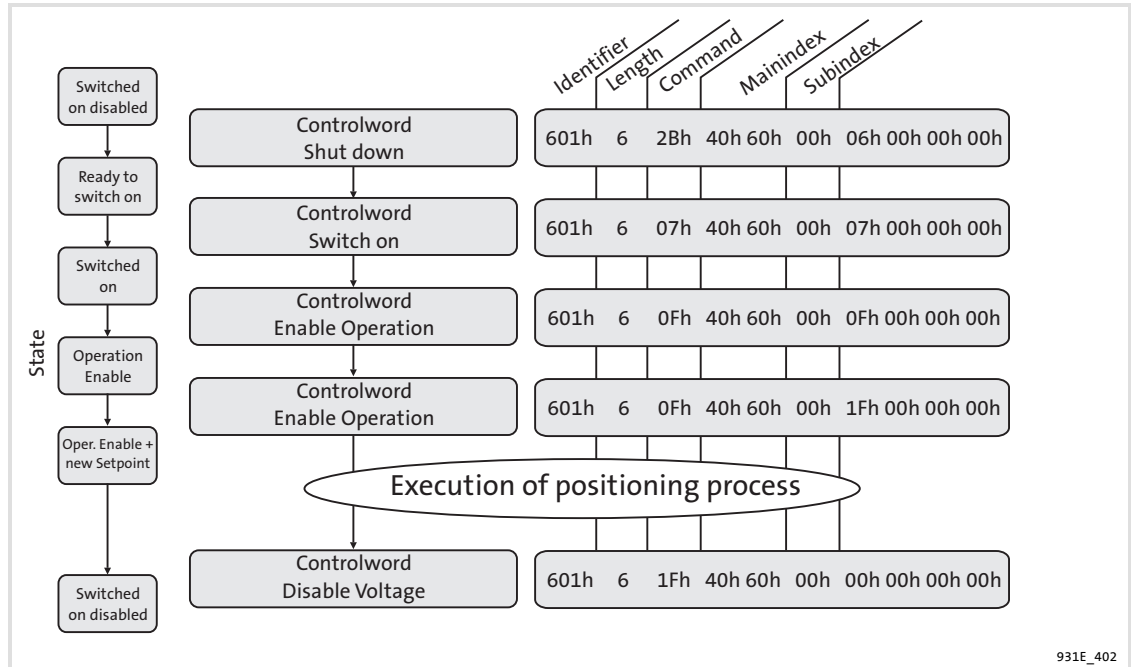 Identifier
Length
Command
Mainindex
Subindex
State
Switched
on disabled
Controlword
Shut down
601h 6 2Bh 40h 60h 00h 06h 00h 00h 00h
Ready to
switch on
Controlword
Switch on
601h 6 07h 40h 60h 00h 07h 00h 00h 00h
Switched
on
Controlword
Enable Operation
601h 6 0Fh 40h 60h 00h 0Fh 00h 00h 00h
Operation
Enable
Controlword
Enable Operation
601h 6 0Fh 40h 60h 00h 1Fh 00h 00h 00h
Oper. Enable +
new Setpoint
Execution of positioning process
Controlword
Disable Voltage
601h 6 1Fh 40h 60h 00h 00h 00h 00h 00h
Switched
on disabled
931E_402